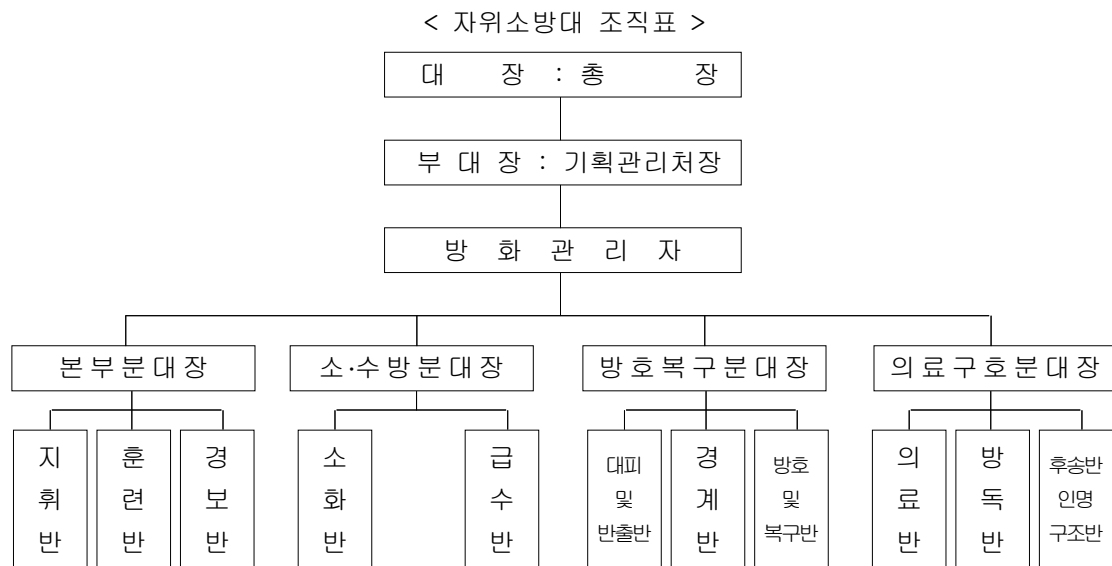 < 자위소방대 조직표 >
대 장 : 총 장
부 대 장 : 기획관리처장
방 화 관 리 자
본부분대장
소·수방분대장
방호복구분대장
의료구호분대장
지휘반
훈련반
경보반
소화반
급수반
대피
및
반출반
경계반
방호
및
복구반
의료반
방독반
후송반
인명
구조반